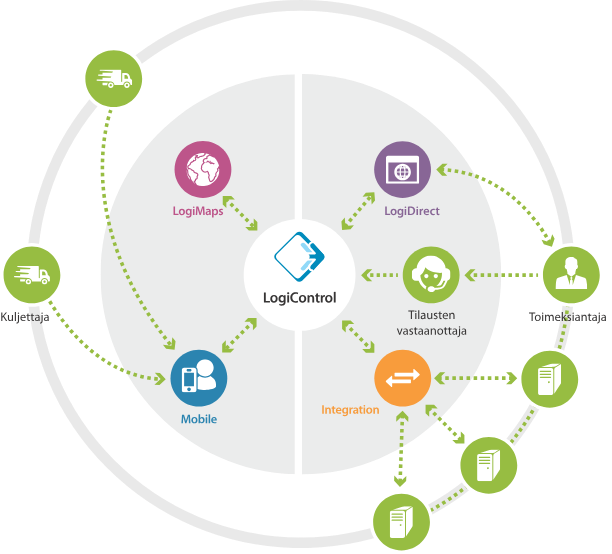 LogiMaps
LogiDirect
LogiControl
Kuljettaja
Tilausten
vastaanottaja
Toimeksiantaja
Mobile
Integration